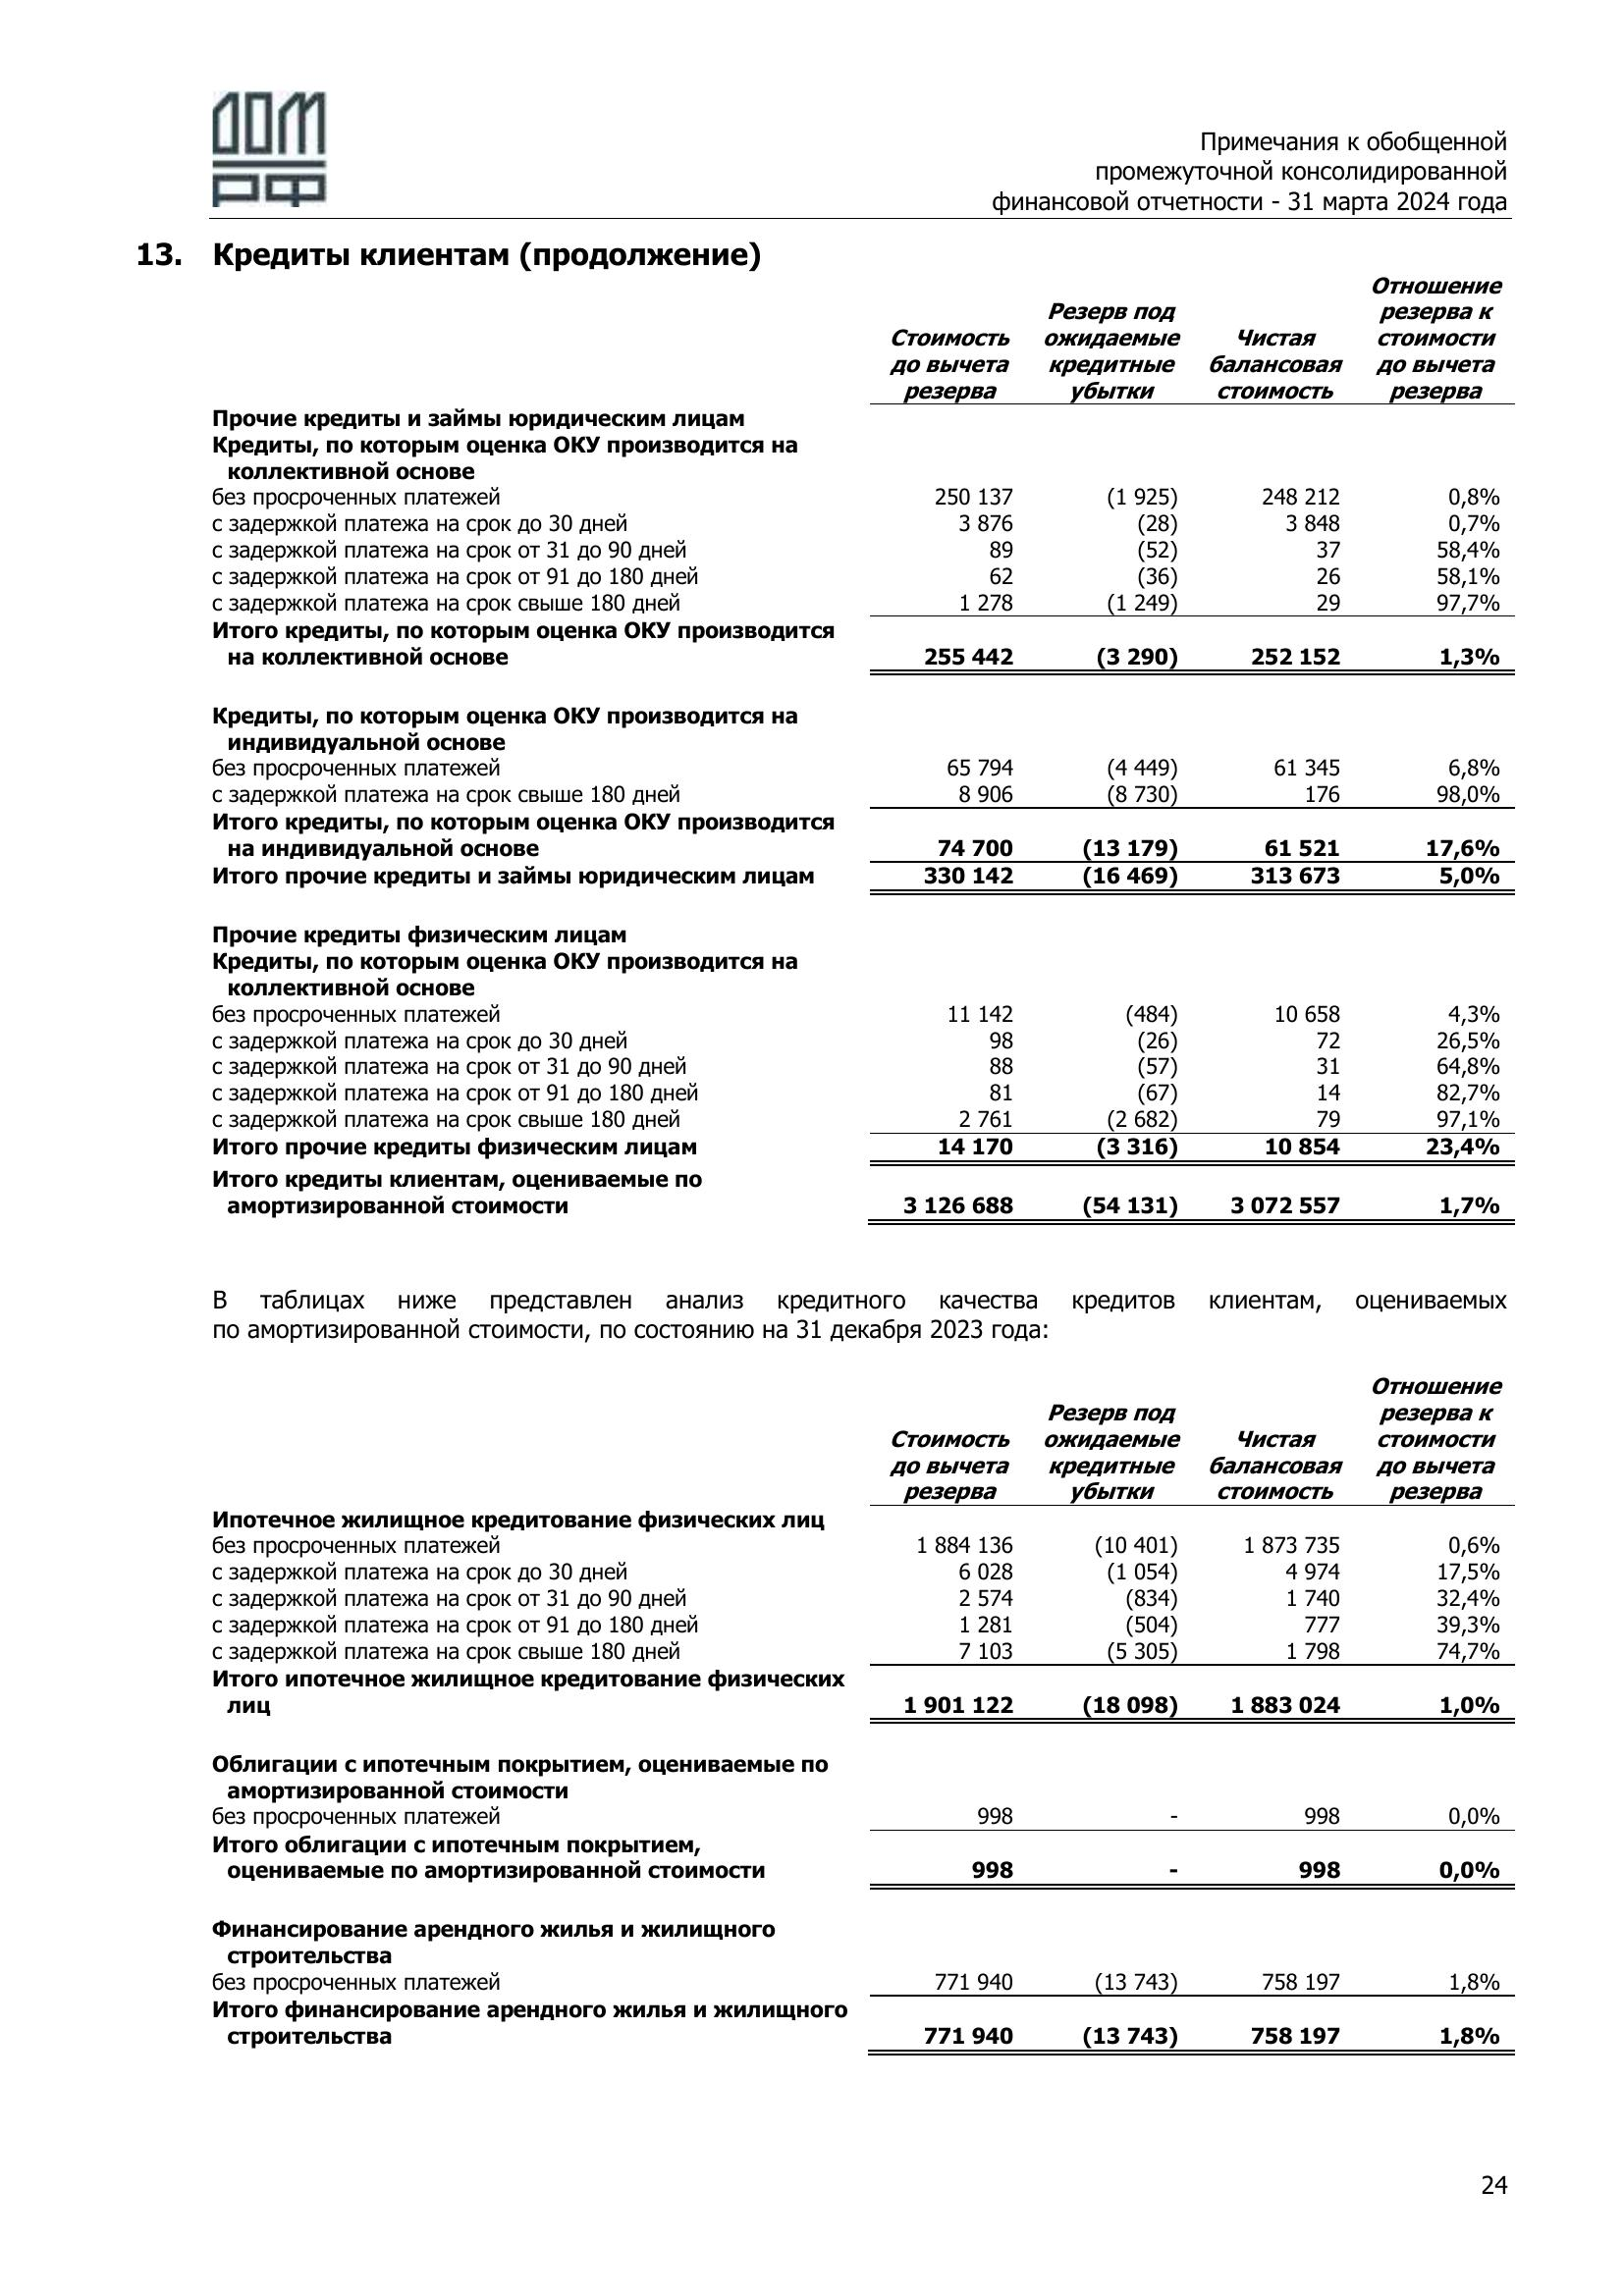 ДОМ
РФ
Примечания к обобщенной
промежуточной консолидированной
финансовой отчетности - 31 марта 2024 года
13. Кредиты клиентам (продолжение)
Стоимость до вычета резерва Резерв под ожидаемые кредитные убытки Чистая балансовая стоимость Отношение резерва к стоимости до вычета резерва
Прочие кредиты и займы юридическим лицам
Кредиты, по которым оценка ОКУ производится на
коллективной основе
без просроченных платежей 250 137 (1 925) 248 212 0,8%
с задержкой платежа на срок до 30 дней 3 876 (28) 3 848 0,7%
с задержкой платежа на срок от 31 до 90 дней 89 (52) 37 58,4%
с задержкой платежа на срок от 91 до 180 дней 62 (36) 26 58,1%
с задержкой платежа на срок свыше 180 дней 1 278 (1 249) 29 97,7%
Итого кредиты, по которым оценка ОКУ производится
на коллективной основе 255 442 (3 290) 252 152 1,3%
Кредиты, по которым оценка ОКУ производится на
индивидуальной основе
без просроченных платежей 65 794 (4 449) 61 345 6,8%
с задержкой платежа на срок свыше 180 дней 8 906 (8 730) 176 98,0%
Итого кредиты, по которым оценка ОКУ производится
на индивидуальной основе 74 700 (13 179) 61 521 17,6%
Итого прочие кредиты и займы юридическим лицам 330 142 (16 469) 313 673 5,0%
Прочие кредиты физическим лицам
Кредиты, по которым оценка ОКУ производится на
коллективной основе
без просроченных платежей 11 142 (484) 10 658 4,3%
с задержкой платежа на срок до 30 дней 98 (26) 72 26,5%
с задержкой платежа на срок от 31 до 90 дней 88 (57) 31 64,8%
с задержкой платежа на срок от 91 до 180 дней 81 (67) 14 82,7%
с задержкой платежа на срок свыше 180 дней 2 761 (2 682) 79 97,1%
Итого прочие кредиты физическим лицам 14 170 (3 316) 10 854 23,4%
Итого кредиты клиентам, оцениваемые по
амортизированной стоимости 3 126 688 (54 131) 3 072 557 1,7%
В таблицах ниже представлен анализ кредитного качества кредитов клиентам, оцениваемых
по амортизированной стоимости, по состоянию на 31 декабря 2023 года:
Стоимость до вычета резерва Резерв под ожидаемые кредитные убытки Чистая балансовая стоимость Отношение резерва к стоимости до вычета резерва
Ипотечное жилищное кредитование физических лиц
без просроченных платежей 1 884 136 (10 401) 1 873 735 0,6%
с задержкой платежа на срок до 30 дней 6 028 (1 054) 4 974 17,5%
с задержкой платежа на срок от 31 до 90 дней 2 574 (834) 1 740 32,4%
с задержкой платежа на срок от 91 до 180 дней 1 281 (504) 777 39,3%
с задержкой платежа на срок свыше 180 дней 7 103 (5 305) 1 798 74,7%
Итого ипотечное жилищное кредитование физических
лиц 1 901 122 (18 098) 1 883 024 1,0%
Облигации с ипотечным покрытием, оцениваемые по
амортизированной стоимости
без просроченных платежей 998 - 998 0,0%
Итого облигации с ипотечным покрытием,
оцениваемые по амортизированной стоимости 998 - 998 0,0%
Финансирование арендного жилья и жилищного
строительства
без просроченных платежей 771 940 (13 743) 758 197 1,8%
Итого финансирование арендного жилья и жилищного
строительства 771 940 (13 743) 758 197 1,8%
24